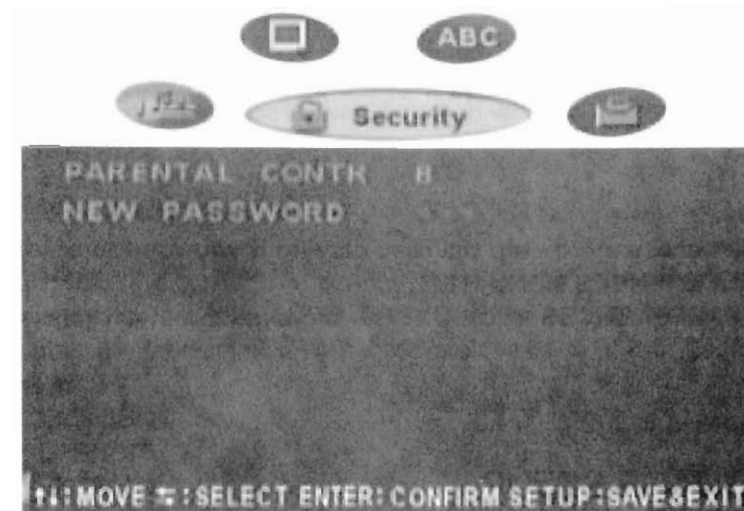 ABC
Security
PARENTAL CONTR 8
NEW PASSWORD
↑↓:MOVE ⇆:SELECT ENTER:CONFIRM SETUP:SAVE&EXIT